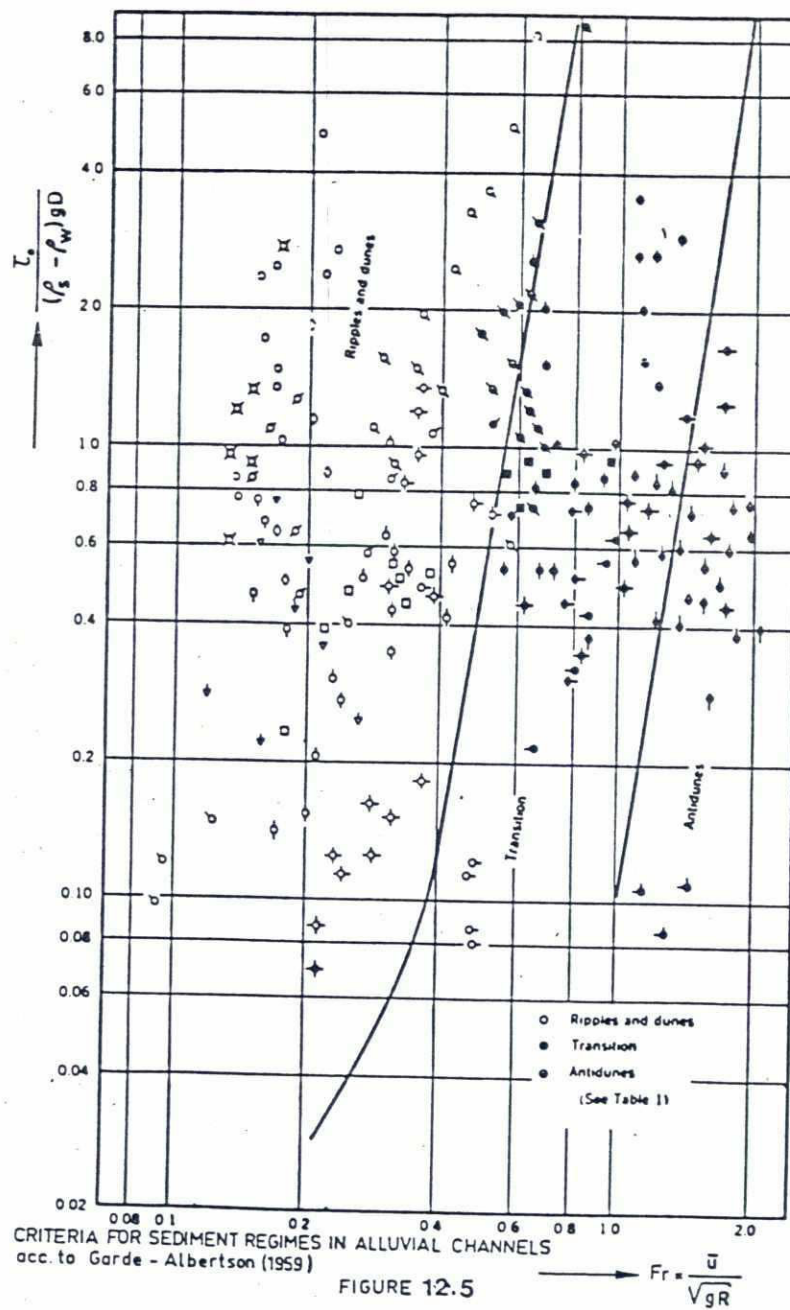 8.0
6.0
4.0
2.0
1.0
0.8
0.6
0.4
0.2
0.10
0.08
0.06
0.04
0.02
τ₀
(ρs - ρw)gD
Ripples and dunes
Transition
Antidunes
Ripples and dunes
Transition
Antidunes
(See Table 1)
0.08 0.1 0.2 0.4 0.6 0.8 1.0 2.0
CRITERIA FOR SEDIMENT REGIMES IN ALLUVIAL CHANNELS
acc. to Garde - Albertson (1959)
Fr = ū
√gR
FIGURE 12.5